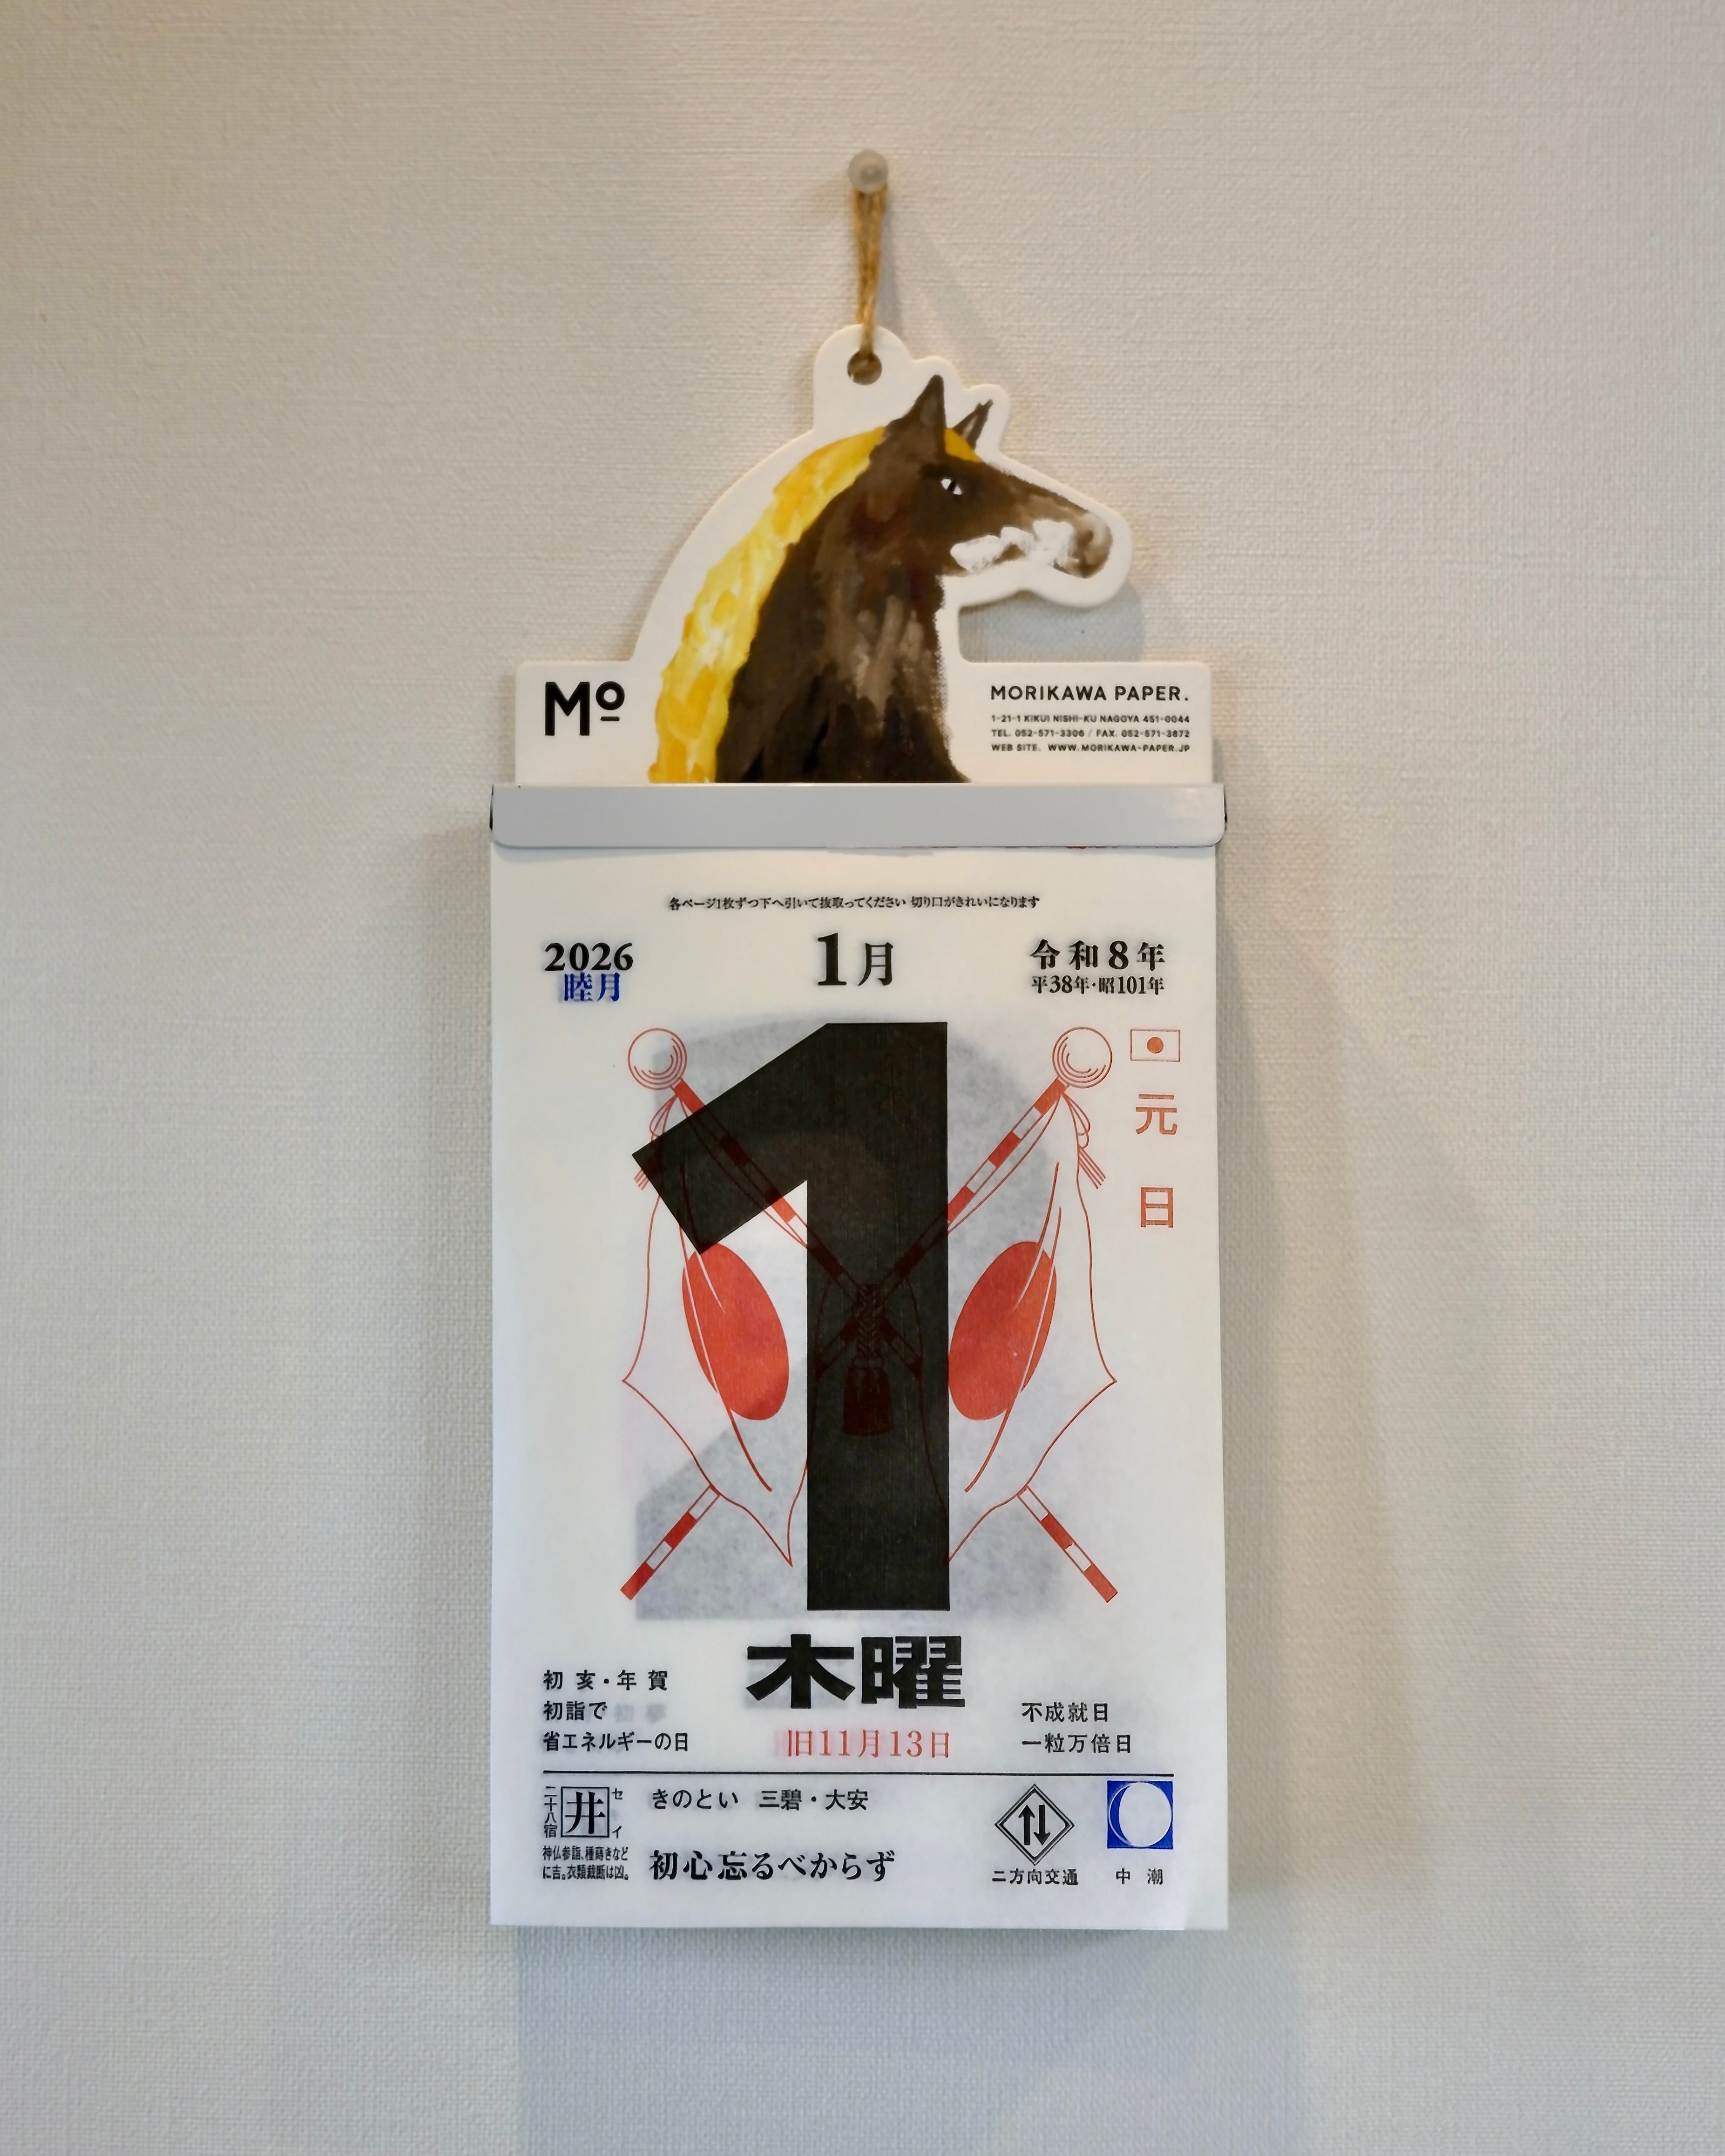 Mo
MORIKAWA PAPER.
1-21-1 KIKUI NISHI-KU NAGOYA 451-0044
TEL. 052-571-3306 / FAX. 052-571-3872
WEB SITE. WWW.MORIKAWA-PAPER.JP
各ページ1枚ずつ下へ引いて抜取ってください 切り口がきれいになります
2026
睦月
1月
令和8年
平38年・昭101年
元日
1
木曜
旧11月13日
初亥・年賀
初詣で
省エネルギーの日
不成就日
一粒万倍日
二十八宿
井
セイ
神仏参詣、種蒔きなど
に吉。衣類裁断は凶。
きのとい 三碧・大安
初心忘るべからず
二方向交通
中潮